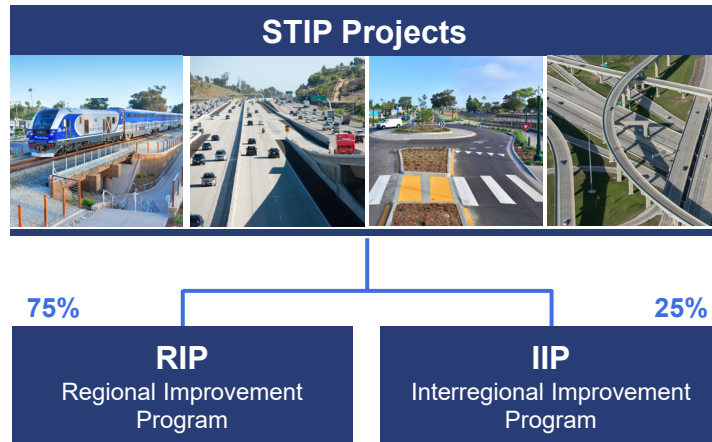 STIP Projects
75%
25%
RIP
Regional Improvement
Program
IIP
Interregional Improvement
Program